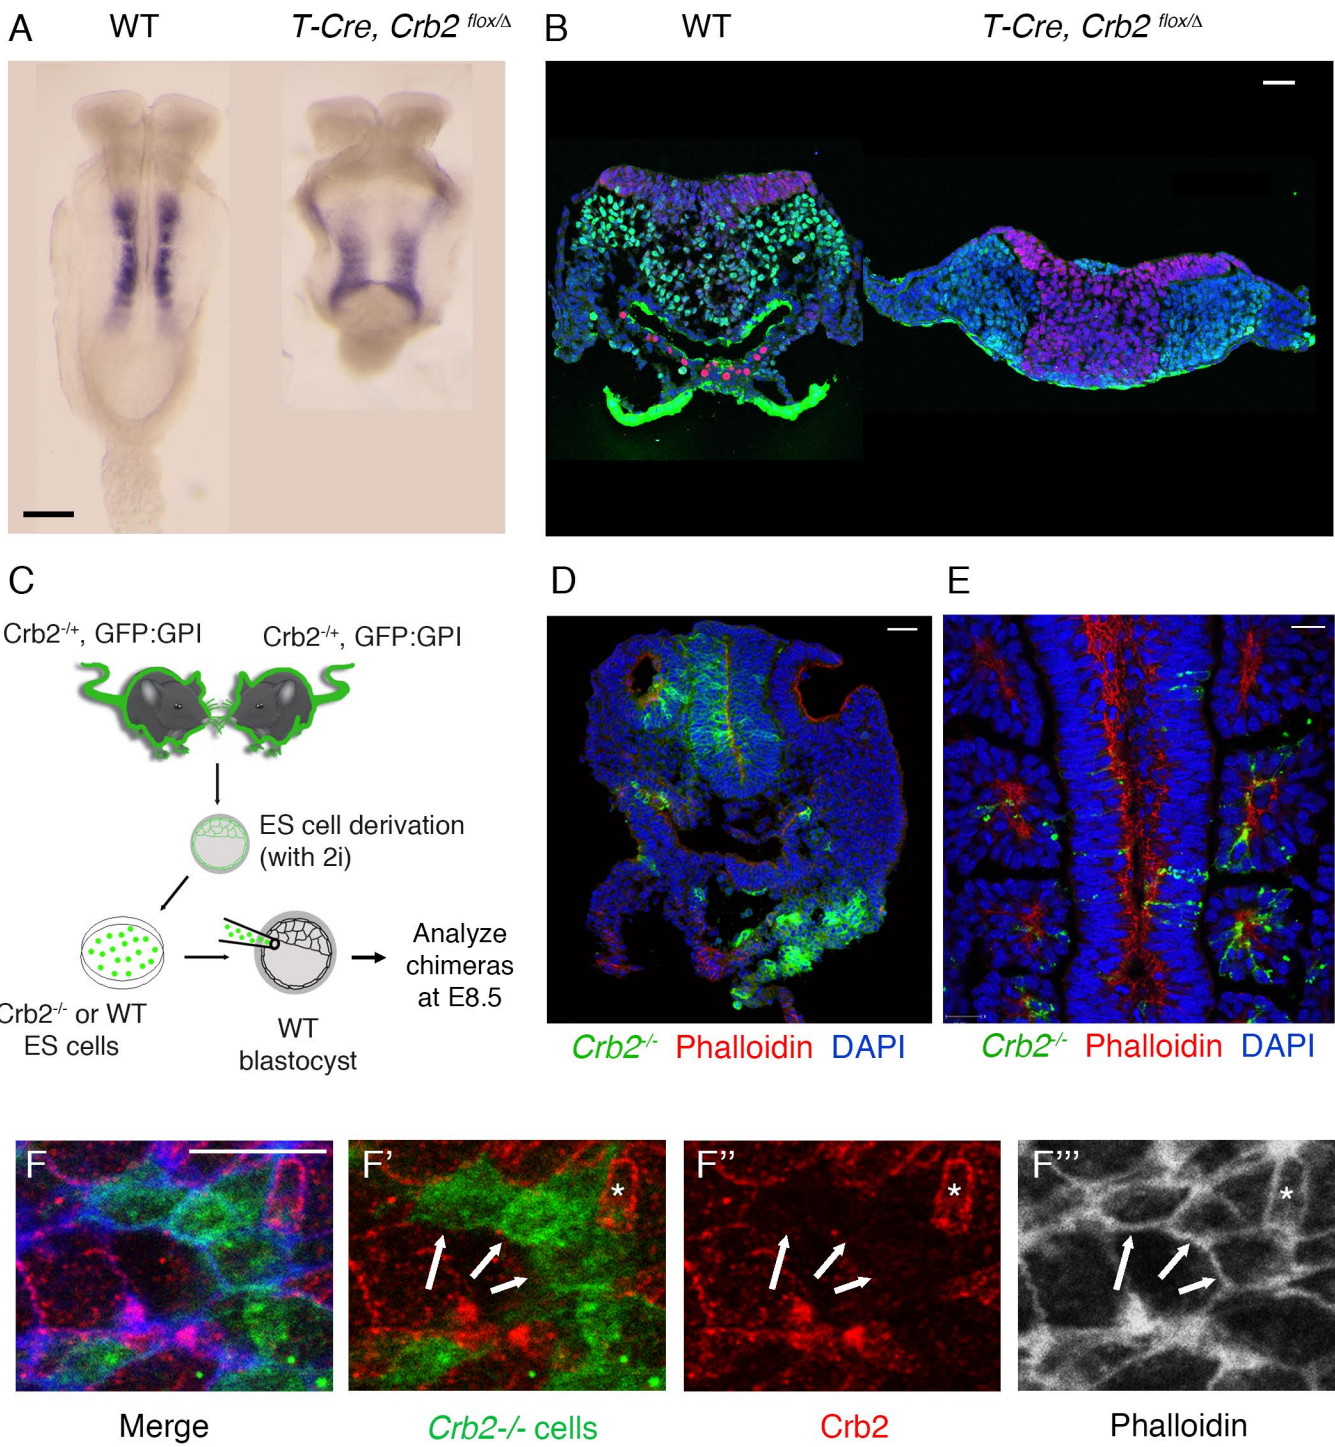 A WT T-Cre, Crb2 flox/Δ
B WT T-Cre, Crb2 flox/Δ
C
Crb2-/+, GFP:GPI Crb2-/+, GFP:GPI
ES cell derivation
(with 2i)
Crb2-/- or WT
ES cells
WT
blastocyst
Analyze
chimeras
at E8.5
D
Crb2-/- Phalloidin DAPI
E
Crb2-/- Phalloidin DAPI
F
Merge
F’
*
Crb2-/- cells
F’’
*
Crb2
F’’’
*
Phalloidin